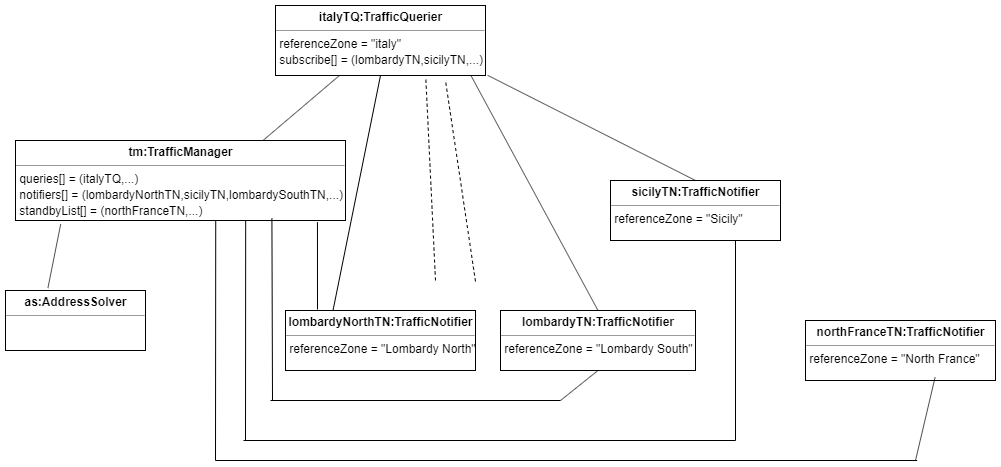 italyTQ:TrafficQuerier
referenceZone = "italy"
subscribe[] = (lombardyTN,sicilyTN,...)
tm:TrafficManager
queries[] = (italyTQ,...)
notifiers[] = (lombardyNorthTN,sicilyTN,lombardySouthTN,...)
standbyList[] = (northFranceTN,...)
sicilyTN:TrafficNotifier
referenceZone = "Sicily"
as:AddressSolver
lombardyNorthTN:TrafficNotifier
referenceZone = "Lombardy North"
lombardyTN:TrafficNotifier
referenceZone = "Lombardy South"
northFranceTN:TrafficNotifier
referenceZone = "North France"